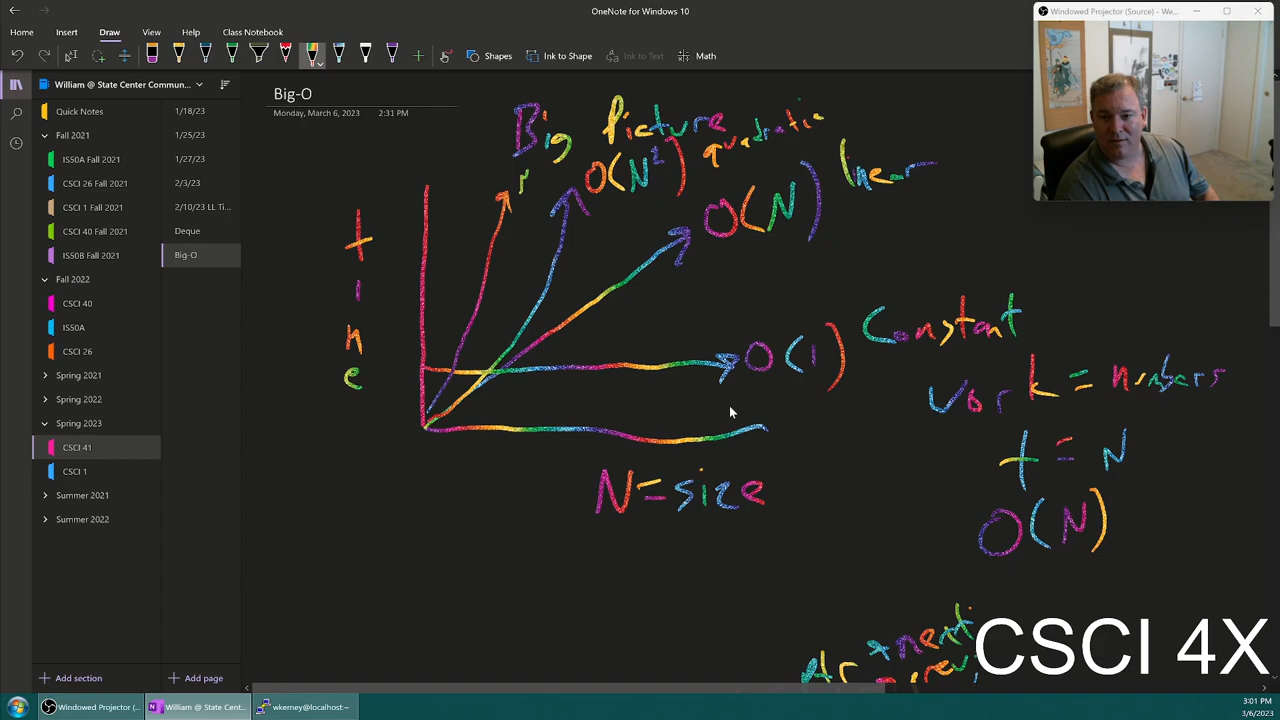 OneNote for Windows 10
Windowed Projector (Source) - We...
Home
Insert
Draw
View
Help
Class Notebook
Shapes
Ink to Shape
Ink to Text
Math
William @ State Center Commun...
Quick Notes
Fall 2021
IS50A Fall 2021
CSCI 26 Fall 2021
CSCI 1 Fall 2021
CSCI 40 Fall 2021
IS50B Fall 2021
Fall 2022
CSCI 40
IS50A
CSCI 26
Spring 2021
Spring 2022
Spring 2023
CSCI 41
CSCI 1
Summer 2021
Summer 2022
Add section
1/18/23
1/25/23
1/27/23
2/3/23
2/10/23 LL Ti...
Deque
Big-O
Add page
Big-O
Monday, March 6, 2023 2:31 PM
Big Picture
O(N²) quadratic
O(N) linear
time
O(1) Constant
work = numbers
t = N
O(N)
N=size
CSCI 4X
Windowed Projector (...
William @ State Cent...
wkerney@localhost:~
3:01 PM
3/6/2023